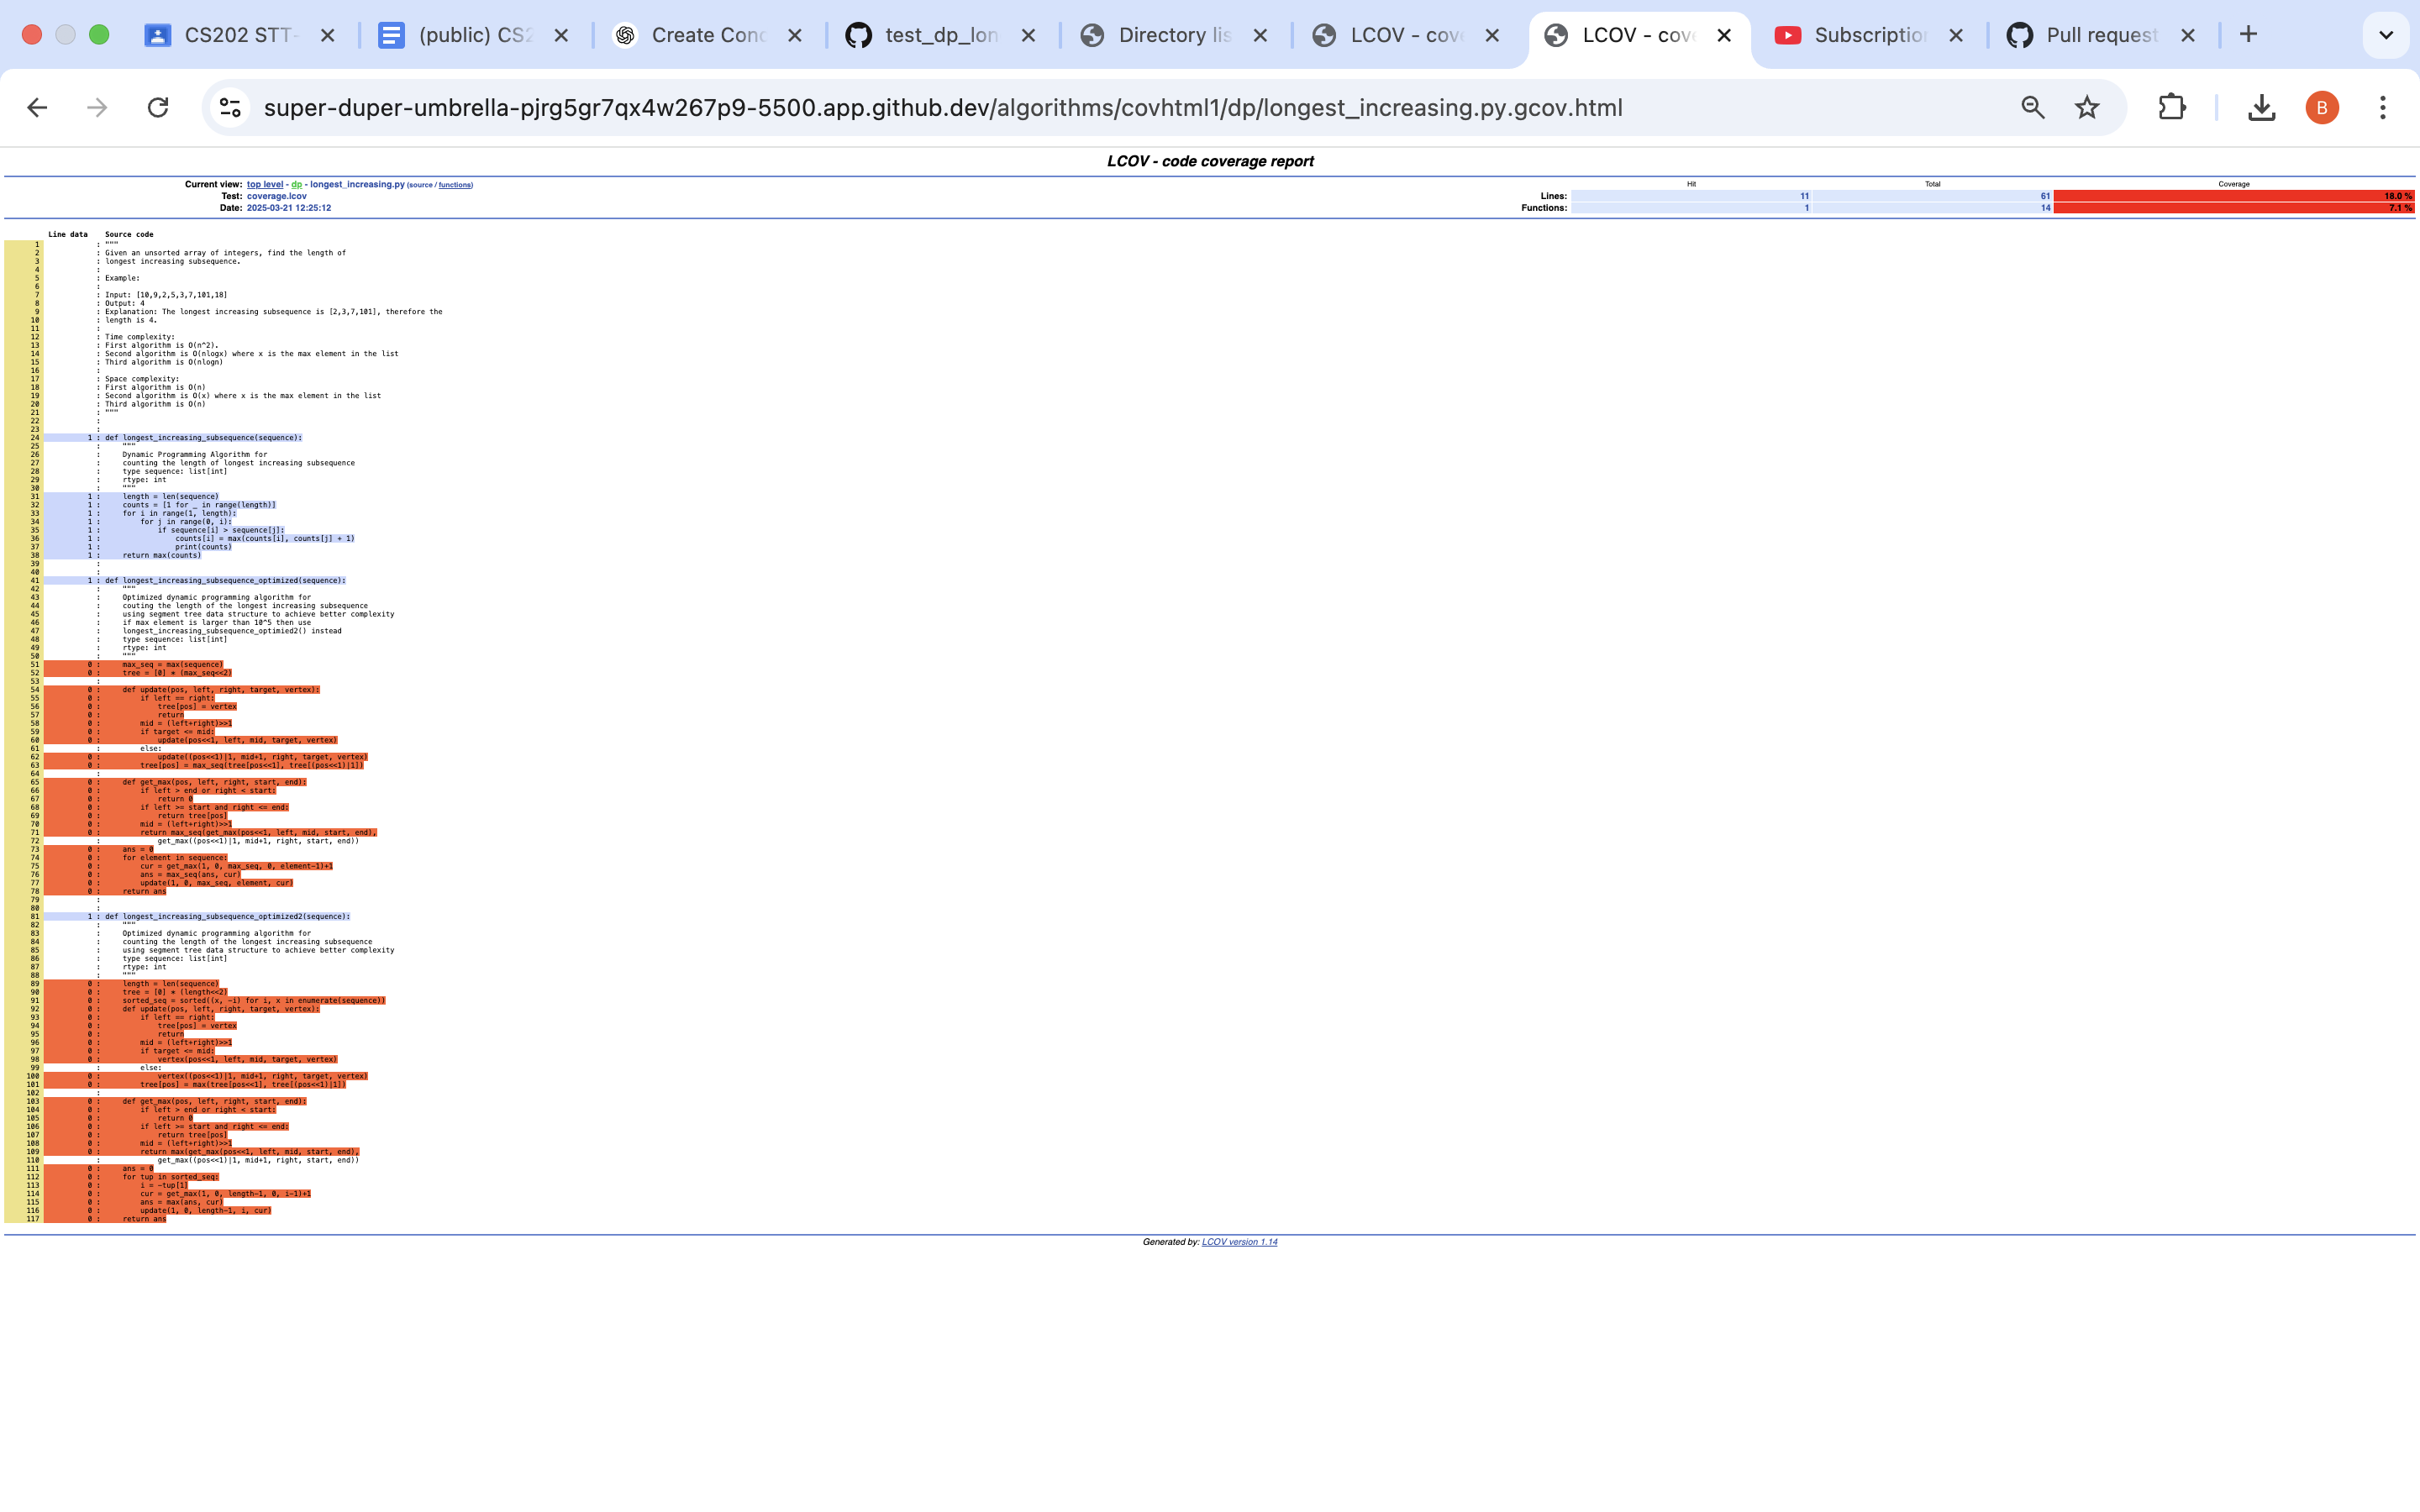 CS202 STT-
(public) CS2
Create Conc
test_dp_lon
Directory lis
LCOV - cov
LCOV - cov
Subscription
Pull request
super-duper-umbrella-pjrg5gr7qx4w267p9-5500.app.github.dev/algorithms/covhtml1/dp/longest_increasing.py.gcov.html
B
LCOV - code coverage report
Current view: top level - dp - longest_increasing.py (source / functions) Hit Total Coverage
Test: coverage.lcov Lines: 11 61 18.0 %
Date: 2025-03-21 12:25:12 Functions: 1 14 7.1 %
Line data Source code
1 : """
2 : Given an unsorted array of integers, find the length of
3 : longest increasing subsequence.
4 :
5 : Example:
6 :
7 : Input: [10,9,2,5,3,7,101,18]
8 : Output: 4
9 : Explanation: The longest increasing subsequence is [2,3,7,101], therefore the
10 : length is 4.
11 :
12 : Time complexity:
13 : First algorithm is O(n^2).
14 : Second algorithm is O(nlogx) where x is the max element in the list
15 : Third algorithm is O(nlogn)
16 :
17 : Space complexity:
18 : First algorithm is O(n)
19 : Second algorithm is O(x) where x is the max element in the list
20 : Third algorithm is O(n)
21 : """
22 :
23 :
24 1 : def longest_increasing_subsequence(sequence):
25 : """
26 : Dynamic Programming Algorithm for
27 : counting the length of longest increasing subsequence
28 : type sequence: list[int]
29 : rtype: int
30 : """
31 1 : length = len(sequence)
32 1 : counts = [1 for _ in range(length)]
33 1 : for i in range(1, length):
34 1 : for j in range(0, i):
35 1 : if sequence[i] > sequence[j]:
36 1 : counts[i] = max(counts[i], counts[j] + 1)
37 1 : print(counts)
38 1 : return max(counts)
39 :
40 :
41 1 : def longest_increasing_subsequence_optimized(sequence):
42 : """
43 : Optimized dynamic programming algorithm for
44 : couting the length of the longest increasing subsequence
45 : using segment tree data structure to achieve better complexity
46 : if max element is larger than 10^5 then use
47 : longest_increasing_subsequence_optimied2() instead
48 : type sequence: list[int]
49 : rtype: int
50 : """
51 0 : max_seq = max(sequence)
52 0 : tree = [0] * (max_seq<<2)
53 :
54 0 : def update(pos, left, right, target, vertex):
55 0 : if left == right:
56 0 : tree[pos] = vertex
57 0 : return
58 0 : mid = (left+right)>>1
59 0 : if target <= mid:
60 0 : update(pos<<1, left, mid, target, vertex)
61 : else:
62 0 : update((pos<<1)|1, mid+1, right, target, vertex)
63 0 : tree[pos] = max_seq(tree[pos<<1], tree[(pos<<1)|1])
64 :
65 0 : def get_max(pos, left, right, start, end):
66 0 : if left > end or right < start:
67 0 : return 0
68 0 : if left >= start and right <= end:
69 0 : return tree[pos]
70 0 : mid = (left+right)>>1
71 0 : return max_seq(get_max(pos<<1, left, mid, start, end),
72 : get_max((pos<<1)|1, mid+1, right, start, end))
73 0 : ans = 0
74 0 : for element in sequence:
75 0 : cur = get_max(1, 0, max_seq, 0, element-1)+1
76 0 : ans = max_seq(ans, cur)
77 0 : update(1, 0, max_seq, element, cur)
78 0 : return ans
79 :
80 :
81 1 : def longest_increasing_subsequence_optimized2(sequence):
82 : """
83 : Optimized dynamic programming algorithm for
84 : counting the length of the longest increasing subsequence
85 : using segment tree data structure to achieve better complexity
86 : type sequence: list[int]
87 : rtype: int
88 : """
89 0 : length = len(sequence)
90 0 : tree = [0] * (length<<2)
91 0 : sorted_seq = sorted((x, -i) for i, x in enumerate(sequence))
92 0 : def update(pos, left, right, target, vertex):
93 0 : if left == right:
94 0 : tree[pos] = vertex
95 0 : return
96 0 : mid = (left+right)>>1
97 0 : if target <= mid:
98 0 : vertex(pos<<1, left, mid, target, vertex)
99 : else:
100 0 : vertex((pos<<1)|1, mid+1, right, target, vertex)
101 0 : tree[pos] = max(tree[pos<<1], tree[(pos<<1)|1])
102 :
103 0 : def get_max(pos, left, right, start, end):
104 0 : if left > end or right < start:
105 0 : return 0
106 0 : if left >= start and right <= end:
107 0 : return tree[pos]
108 0 : mid = (left+right)>>1
109 0 : return max(get_max(pos<<1, left, mid, start, end),
110 : get_max((pos<<1)|1, mid+1, right, start, end))
111 0 : ans = 0
112 0 : for tup in sorted_seq:
113 0 : i = -tup[1]
114 0 : cur = get_max(1, 0, length-1, 0, i-1)+1
115 0 : ans = max(ans, cur)
116 0 : update(1, 0, length-1, i, cur)
117 0 : return ans
Generated by: LCOV version 1.14